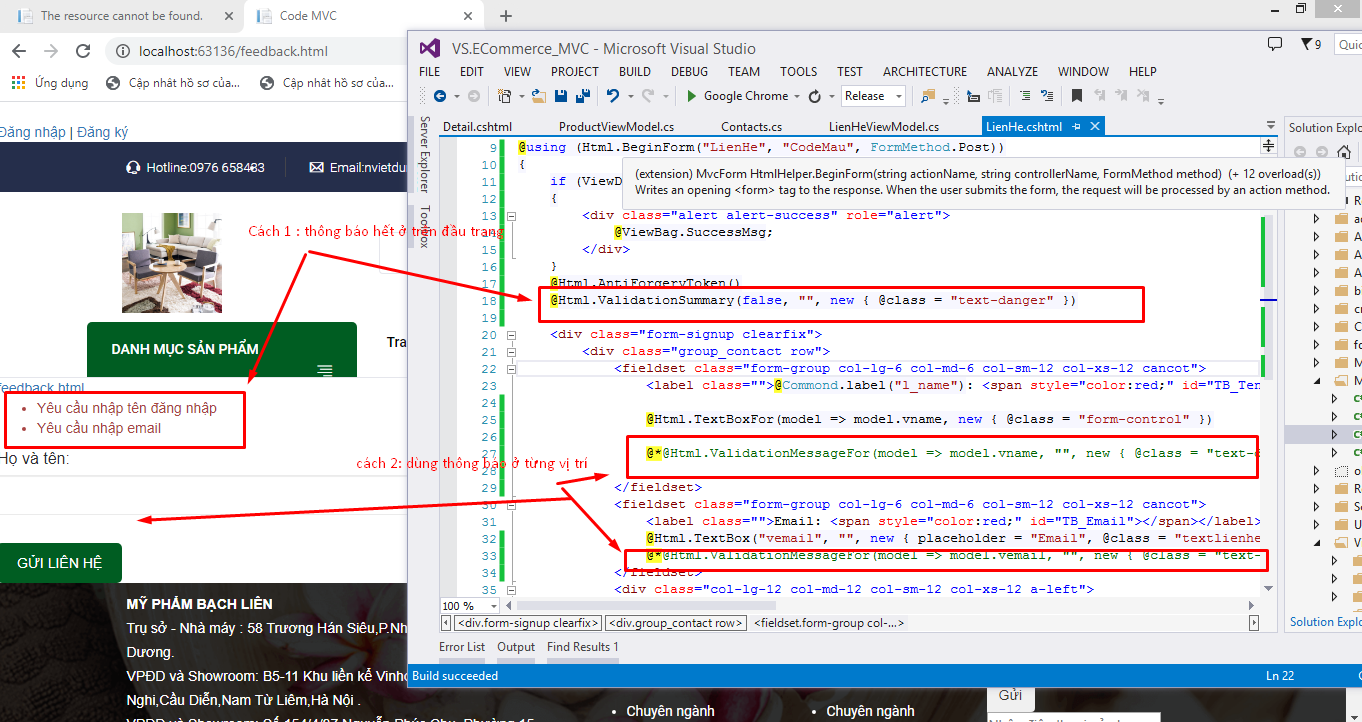 The resource cannot be found.
Code MVC
localhost:63136/feedback.html
Ứng dụng
Cập nhật hồ sơ của...
Cập nhật hồ sơ của...
Đăng nhập | Đăng ký
Hotline:0976 658483
Email:nvietdu
DANH MỤC SẢN PHẨM
Tra
feedback.html
Yêu cầu nhập tên đăng nhập
Yêu cầu nhập email
Họ và tên:
GỬI LIÊN HỆ
MỸ PHẨM BẠCH LIÊN
Trụ sở - Nhà máy : 58 Trương Hán Siêu,P.Nh
Dương.
VPĐD và Showroom: B5-11 Khu liền kề Vinho
Nghi,Cầu Diễn,Nam Từ Liêm,Hà Nội .
VPĐD và Showroom: Số 154/4/87 Nguyễn Phúc Chu, Phường 15
Chuyên ngành
Chuyên ngành
Gửi
Cách 1 : thông báo hết ở trên đầu trang
cách 2: dùng thông báo ở từng vị trí
VS.ECommerce_MVC - Microsoft Visual Studio
9
Quic
FILE EDIT VIEW PROJECT BUILD DEBUG TEAM TOOLS TEST ARCHITECTURE ANALYZE WINDOW HELP
Google Chrome
Release
Server Explorer
Toolbox
Detail.cshtml ProductViewModel.cs Contacts.cs LienHeViewModel.cs LienHe.cshtml
Solution Explo
9 @using (Html.BeginForm("LienHe", "CodeMau", FormMethod.Post))
10 {
11 if (ViewD
(extension) MvcForm HtmlHelper.BeginForm(string actionName, string controllerName, FormMethod method) (+ 12 overload(s))
Writes an opening <form> tag to the response. When the user submits the form, the request will be processed by an action method.
12 {
13 <div class="alert alert-success" role="alert">
14 @ViewBag.SuccessMsg;
15 </div>
16 }
17 @Html.AntiForgeryToken()
18 @Html.ValidationSummary(false, "", new { @class = "text-danger" })
19
20 <div class="form-signup clearfix">
21 <div class="group_contact row">
22 <fieldset class="form-group col-lg-6 col-md-6 col-sm-12 col-xs-12 cancot">
23 <label class="">@Commond.label("l_name"): <span style="color:red;" id="TB_Ten
24
25 @Html.TextBoxFor(model => model.vname, new { @class = "form-control" })
26
27 @*@Html.ValidationMessageFor(model => model.vname, "", new { @class = "text-d
28
29 </fieldset>
30 <fieldset class="form-group col-lg-6 col-md-6 col-sm-12 col-xs-12 cancot">
31 <label class="">Email: <span style="color:red;" id="TB_Email"></span></label>
32 @Html.TextBox("vemail", "", new { placeholder = "Email", @class = "textlienhe
33 @*@Html.ValidationMessageFor(model => model.vemail, "", new { @class = "text-
34 </fieldset>
35 <div class="col-lg-12 col-md-12 col-sm-12 col-xs-12 a-left">
100 %
<div.form-signup clearfix> <div.group_contact row> <fieldset.form-group col-...>
Solution Explo
Error List Output Find Results 1
Build succeeded
Ln 22